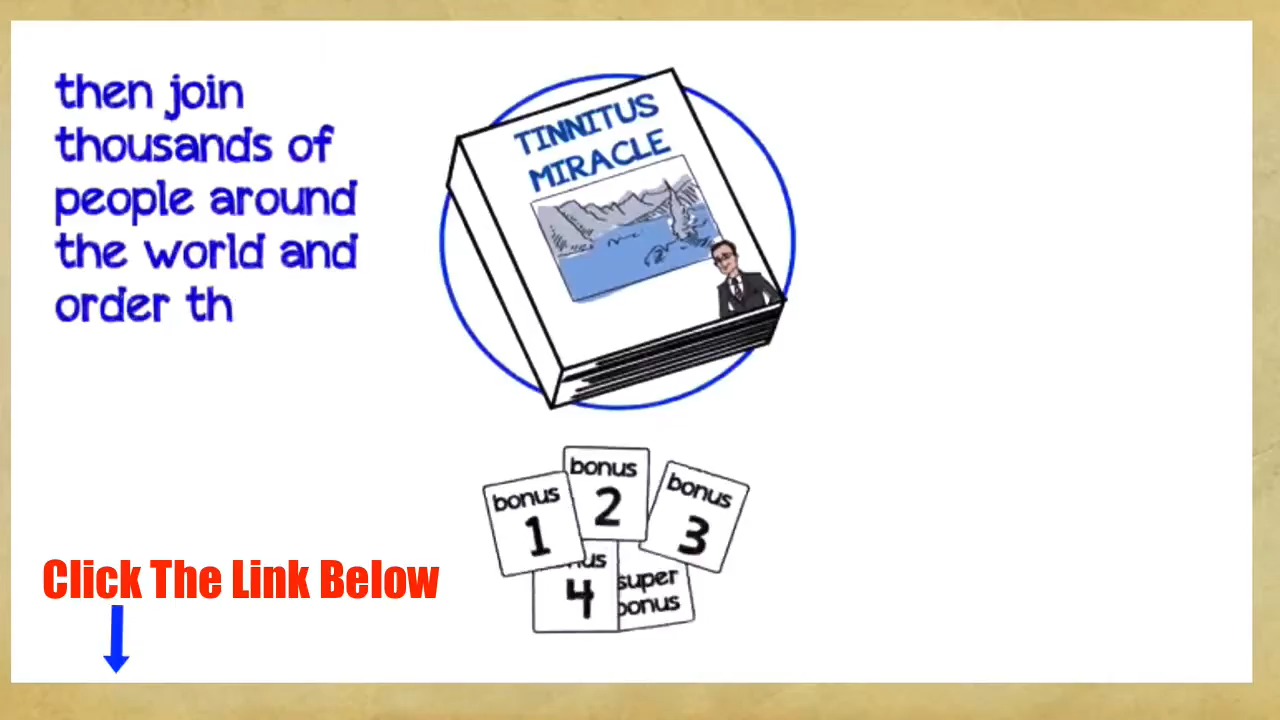 then join
thousands of
people around
the world and
order th
TINNITUS
MIRACLE
bonus
1
bonus
2
bonus
3
nus
4
super
bonus
Click The Link Below